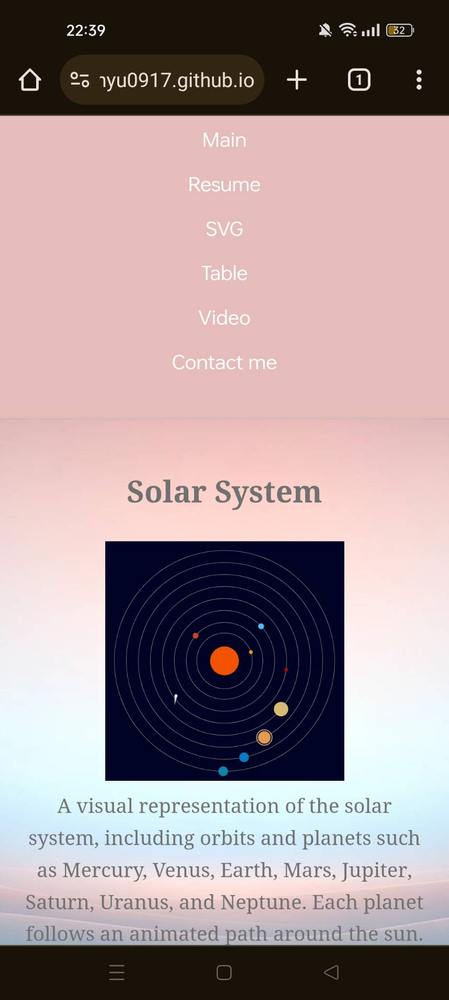 22:39
32
nyu0917.github.io
1
Main
Resume
SVG
Table
Video
Contact me
Solar System
A visual representation of the solar
system, including orbits and planets such
as Mercury, Venus, Earth, Mars, Jupiter,
Saturn, Uranus, and Neptune. Each planet
follows an animated path around the sun.